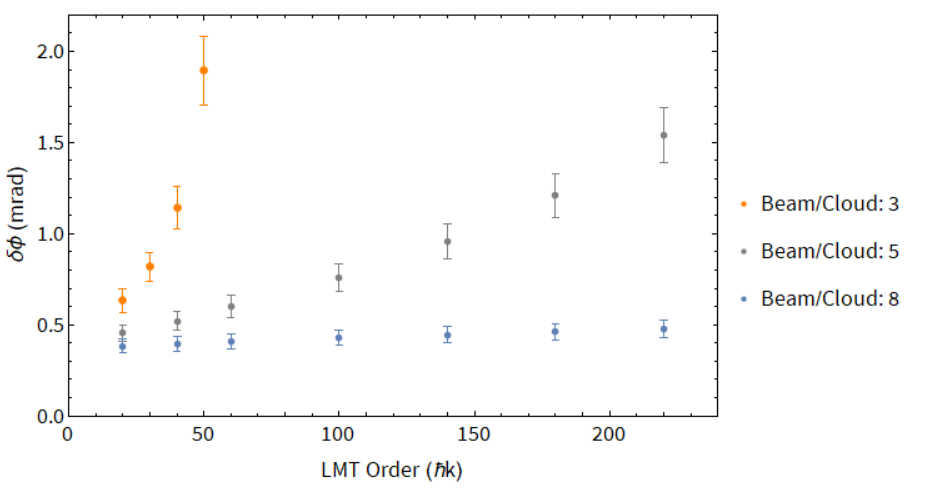 2.0
1.5
1.0
0.5
0.0
δϕ (mrad)
0 50 100 150 200
LMT Order (ℏk)
Beam/Cloud: 3
Beam/Cloud: 5
Beam/Cloud: 8